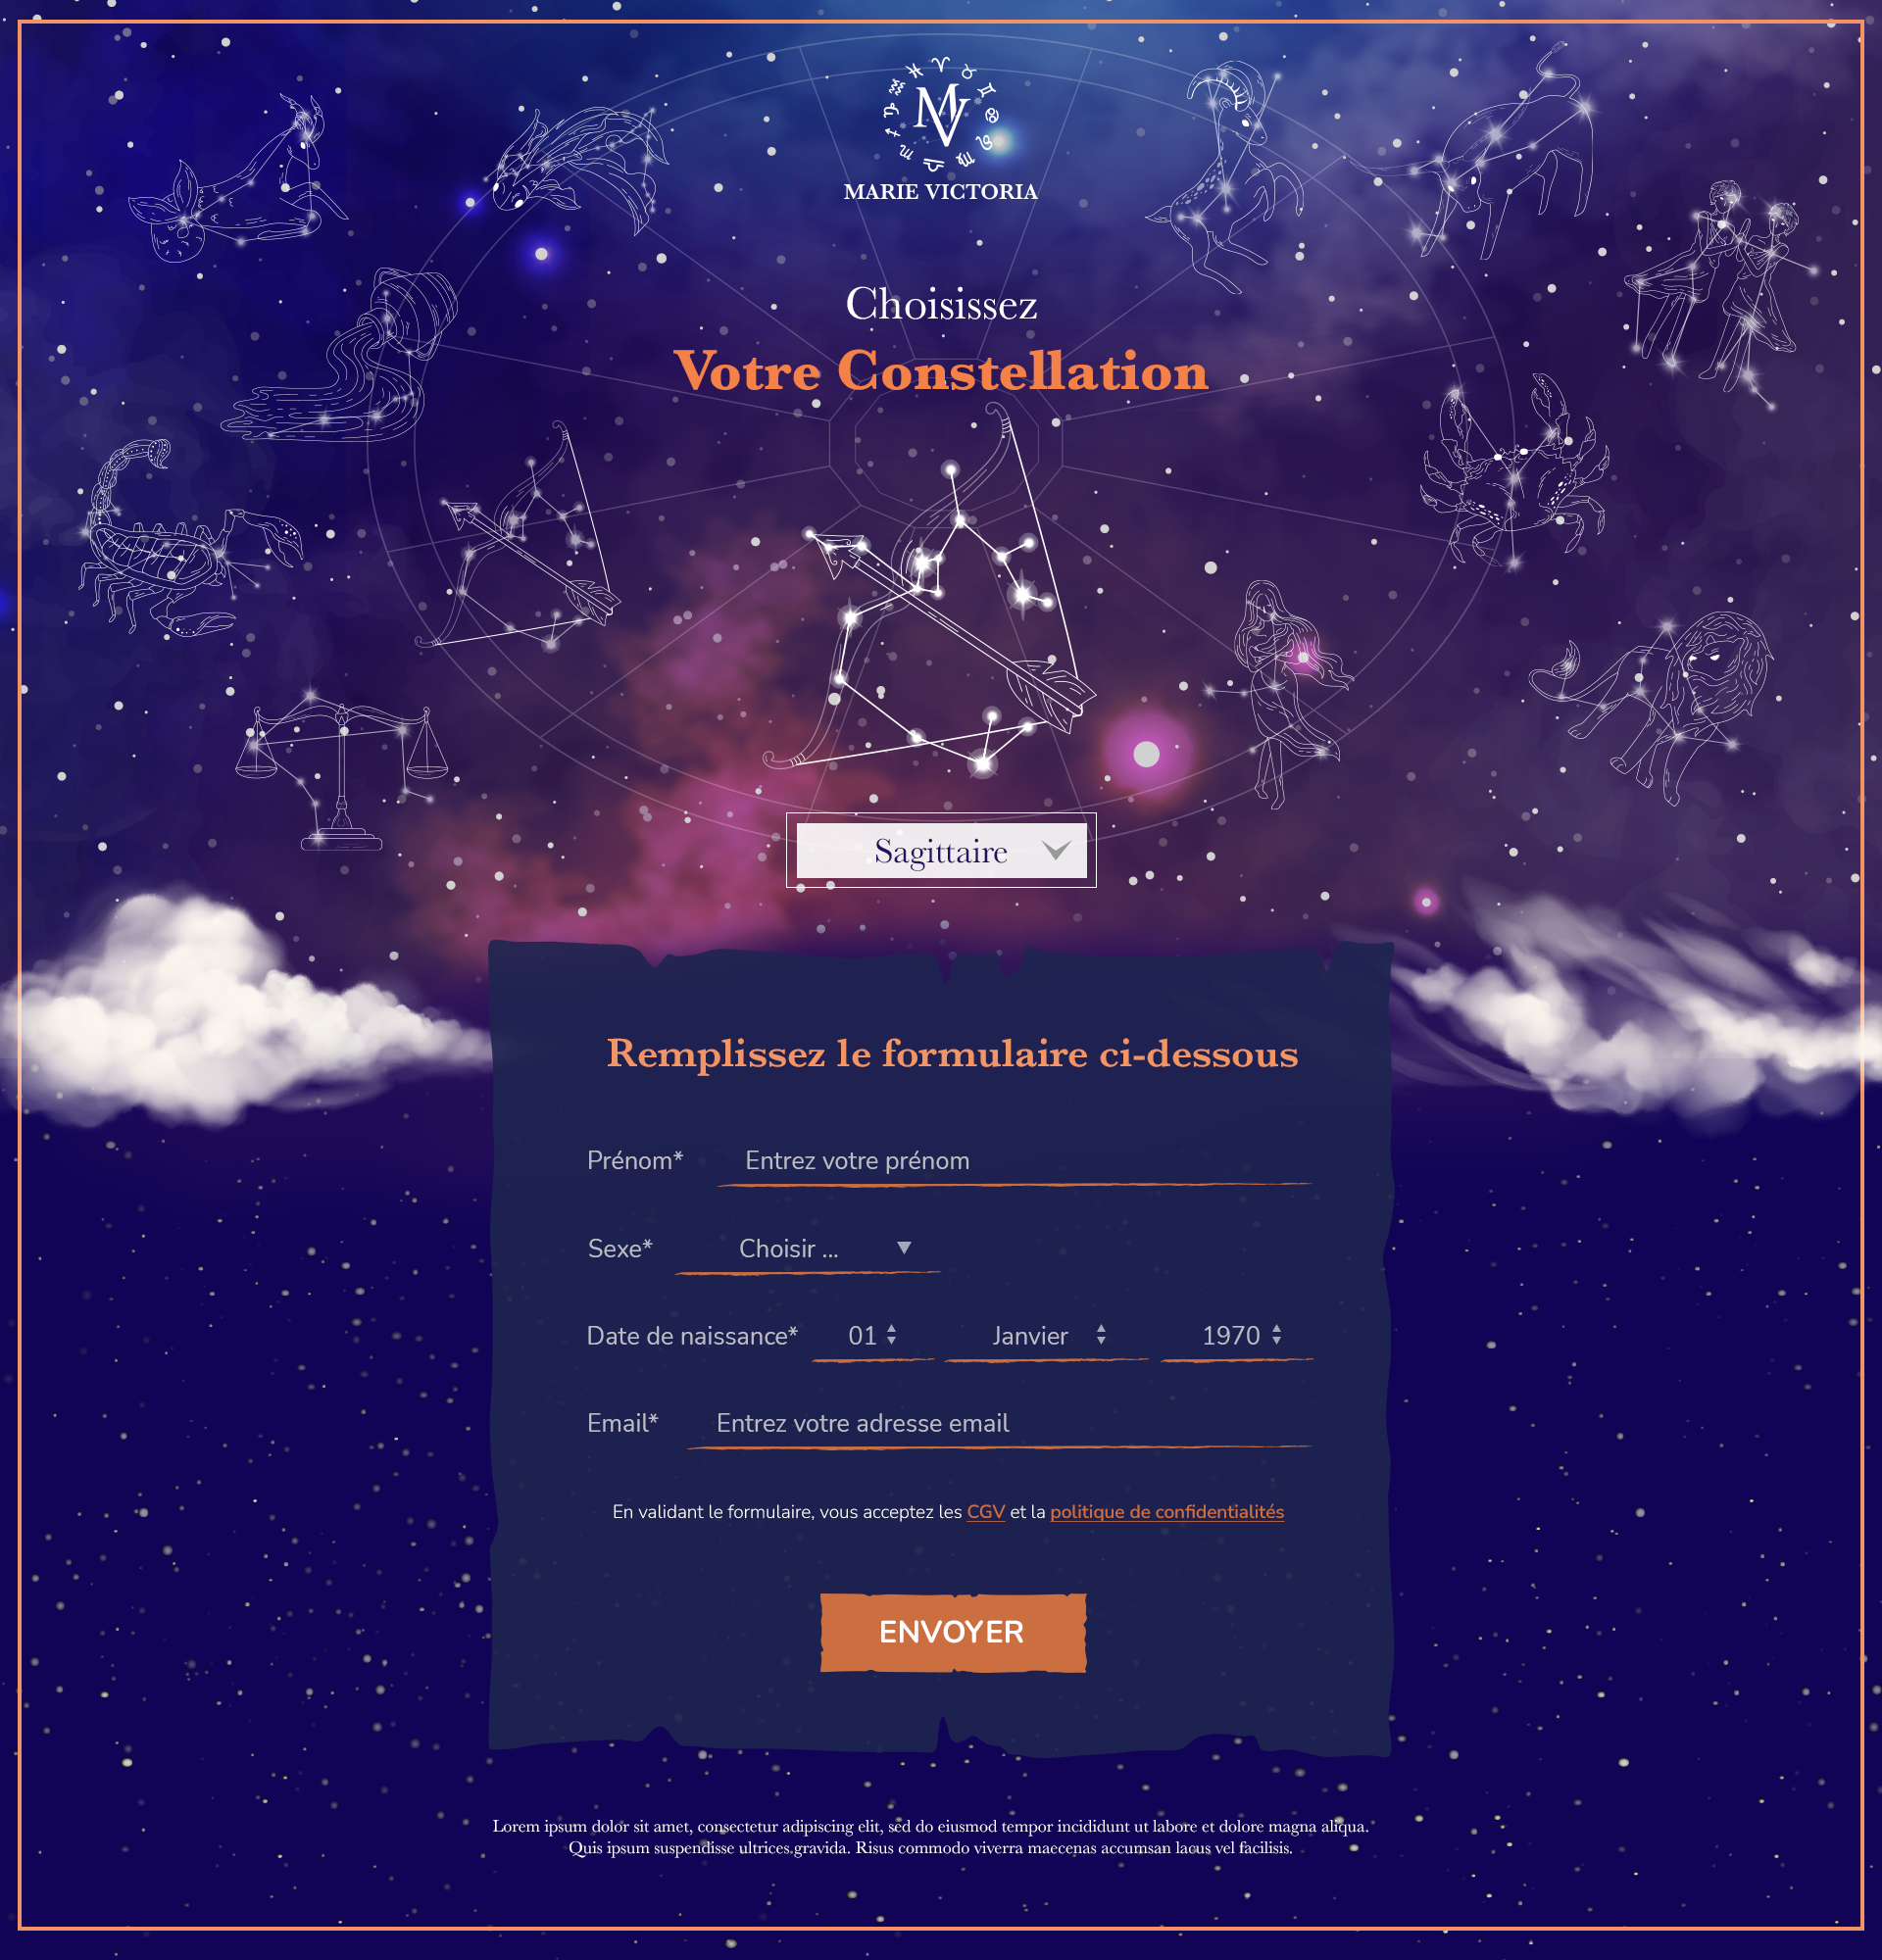 MV
MARIE VICTORIA
Choisissez
Votre Constellation
Sagittaire
Remplissez le formulaire ci-dessous
Prénom* Entrez votre prénom
Sexe* Choisir ...
Date de naissance* 01 Janvier 1970
Email* Entrez votre adresse email
En validant le formulaire, vous acceptez les CGV et la politique de confidentialités
ENVOYER
Lorem ipsum dolor sit amet, consectetur adipiscing elit, sed do eiusmod tempor incididunt ut labore et dolore magna aliqua.
Quis ipsum suspendisse ultrices gravida. Risus commodo viverra maecenas accumsan lacus vel facilisis.